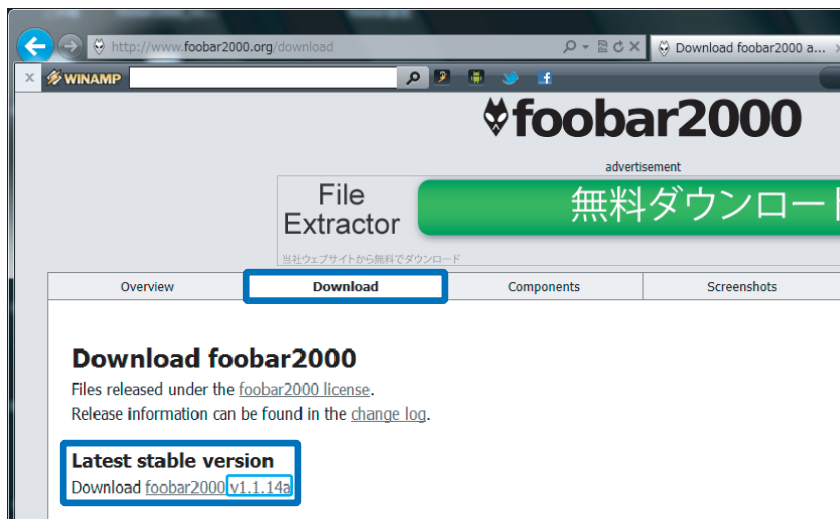 http://www.foobar2000.org/download
Download foobar2000 a...
WINAMP
foobar2000
advertisement
File
Extractor
無料ダウンロード
当社ウェブサイトから無料でダウンロード
Overview
Download
Components
Screenshots
Download foobar2000
Files released under the foobar2000 license.
Release information can be found in the change log.
Latest stable version
Download foobar2000 v1.1.14a